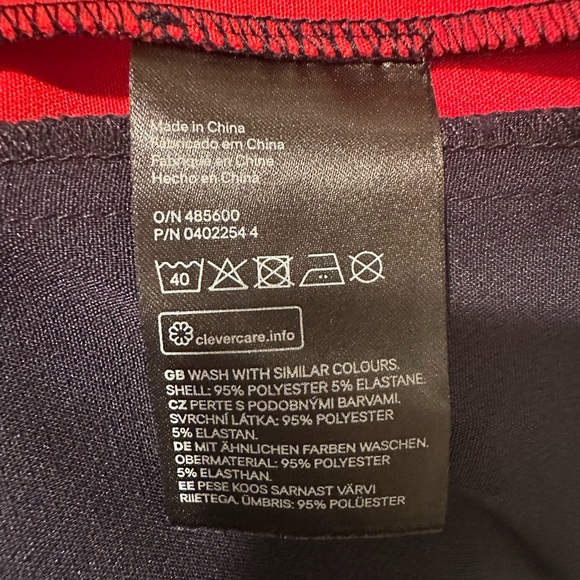 Made in China
Fabricado em China
Fabriqué en Chine
Hecho en China
O/N 485600
P/N 0402254 4
40
clevercare.info
GB WASH WITH SIMILAR COLOURS.
SHELL: 95% POLYESTER 5% ELASTANE.
CZ PERTE S PODOBNÝMI BARVAMI.
SVRCHNÍ LÁTKA: 95% POLYESTER
5% ELASTAN.
DE MIT ÄHNLICHEN FARBEN WASCHEN.
OBERMATERIAL: 95% POLYESTER
5% ELASTHAN.
EE PESE KOOS SARNAST VÄRVI
RIIETEGA. ÜMBRIS: 95% POLÜESTER